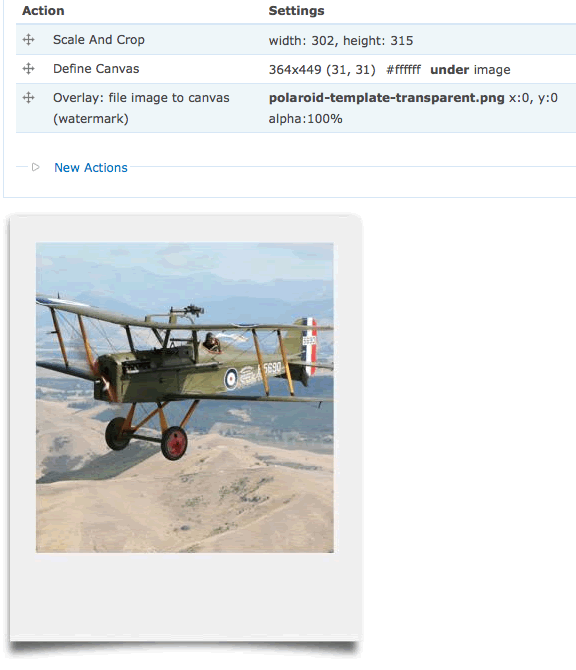 Action Settings
Scale And Crop width: 302, height: 315
Define Canvas 364x449 (31, 31) #ffffff under image
Overlay: file image to canvas polaroid-template-transparent.png x:0, y:0
(watermark) alpha:100%
New Actions